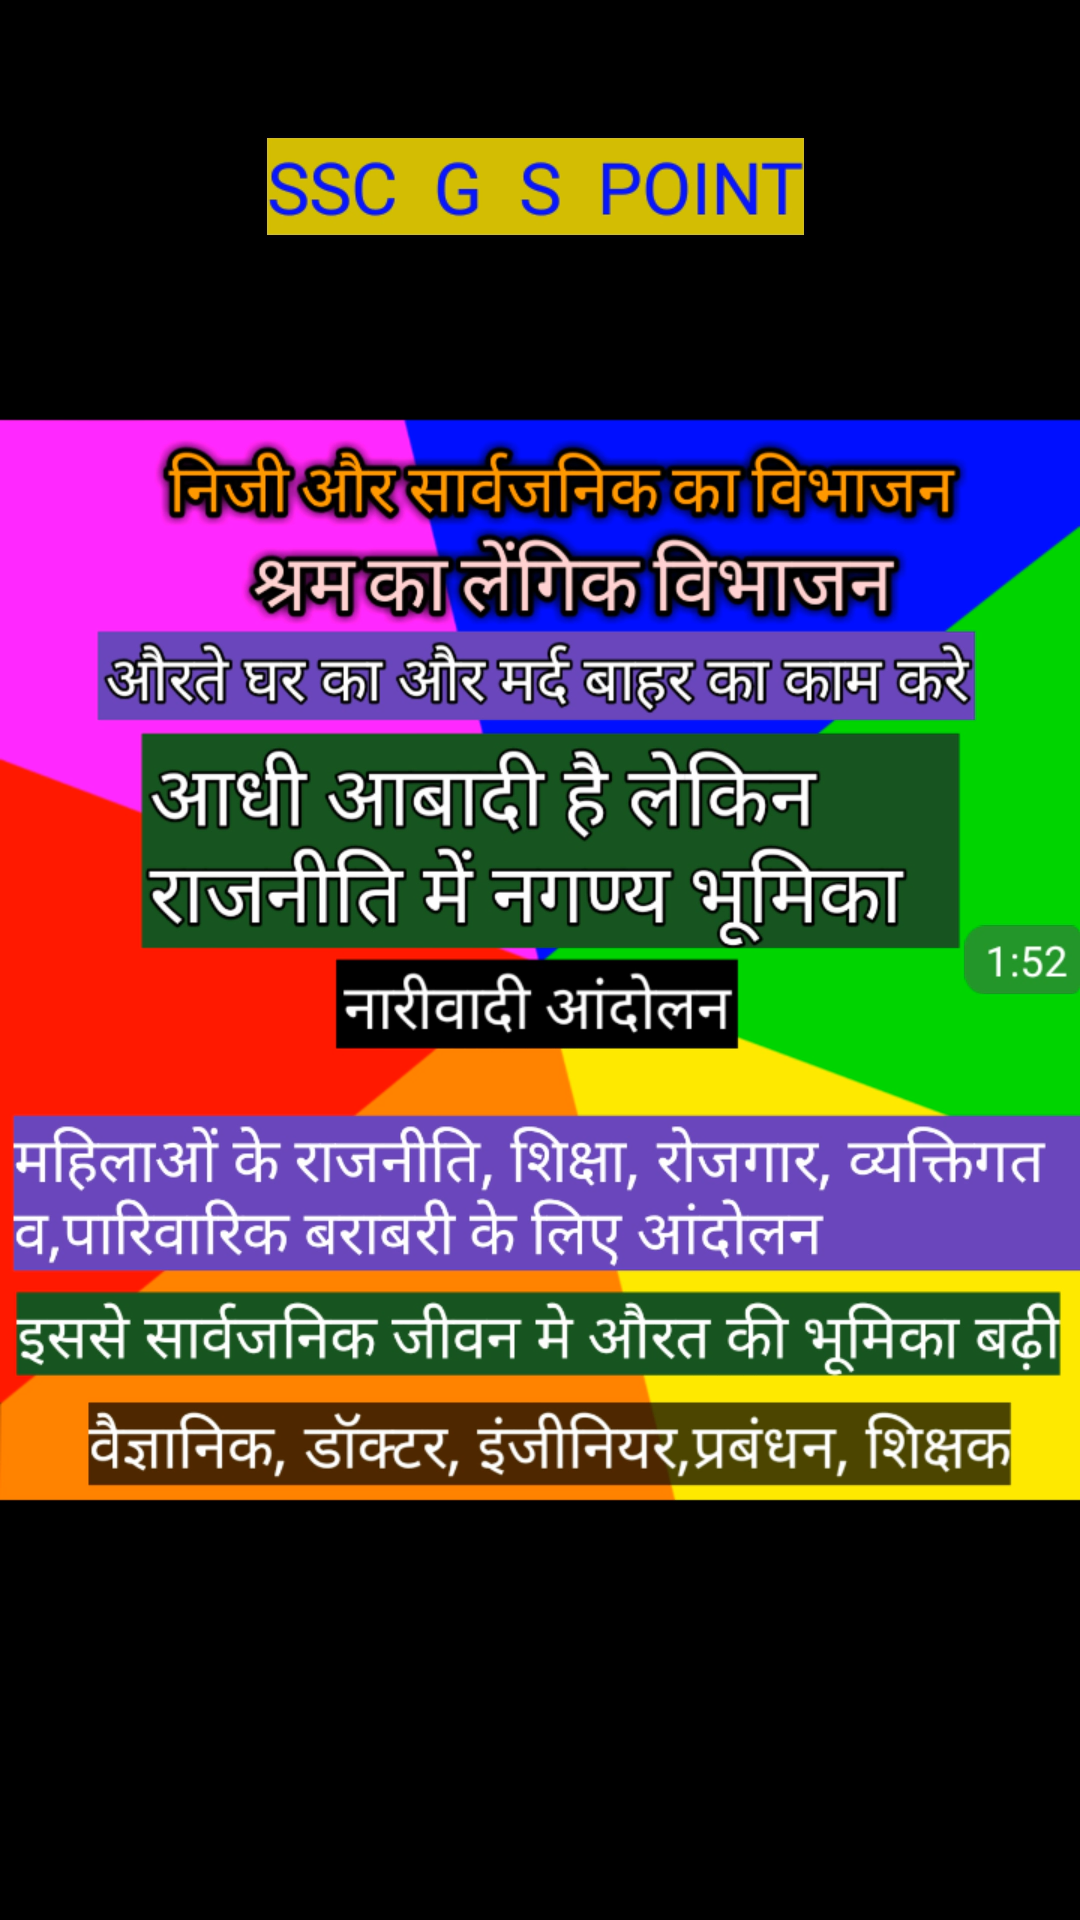 SSC G S POINT
निजी और सार्वजनिक का विभाजन
श्रम का लेंगिक विभाजन
औरते घर का और मर्द बाहर का काम करे
आधी आबादी है लेकिन
राजनीति में नगण्य भूमिका
1:52
नारीवादी आंदोलन
महिलाओं के राजनीति, शिक्षा, रोजगार, व्यक्तिगत
व,पारिवारिक बराबरी के लिए आंदोलन
इससे सार्वजनिक जीवन मे औरत की भूमिका बढ़ी
वैज्ञानिक, डॉक्टर, इंजीनियर,प्रबंधन, शिक्षक